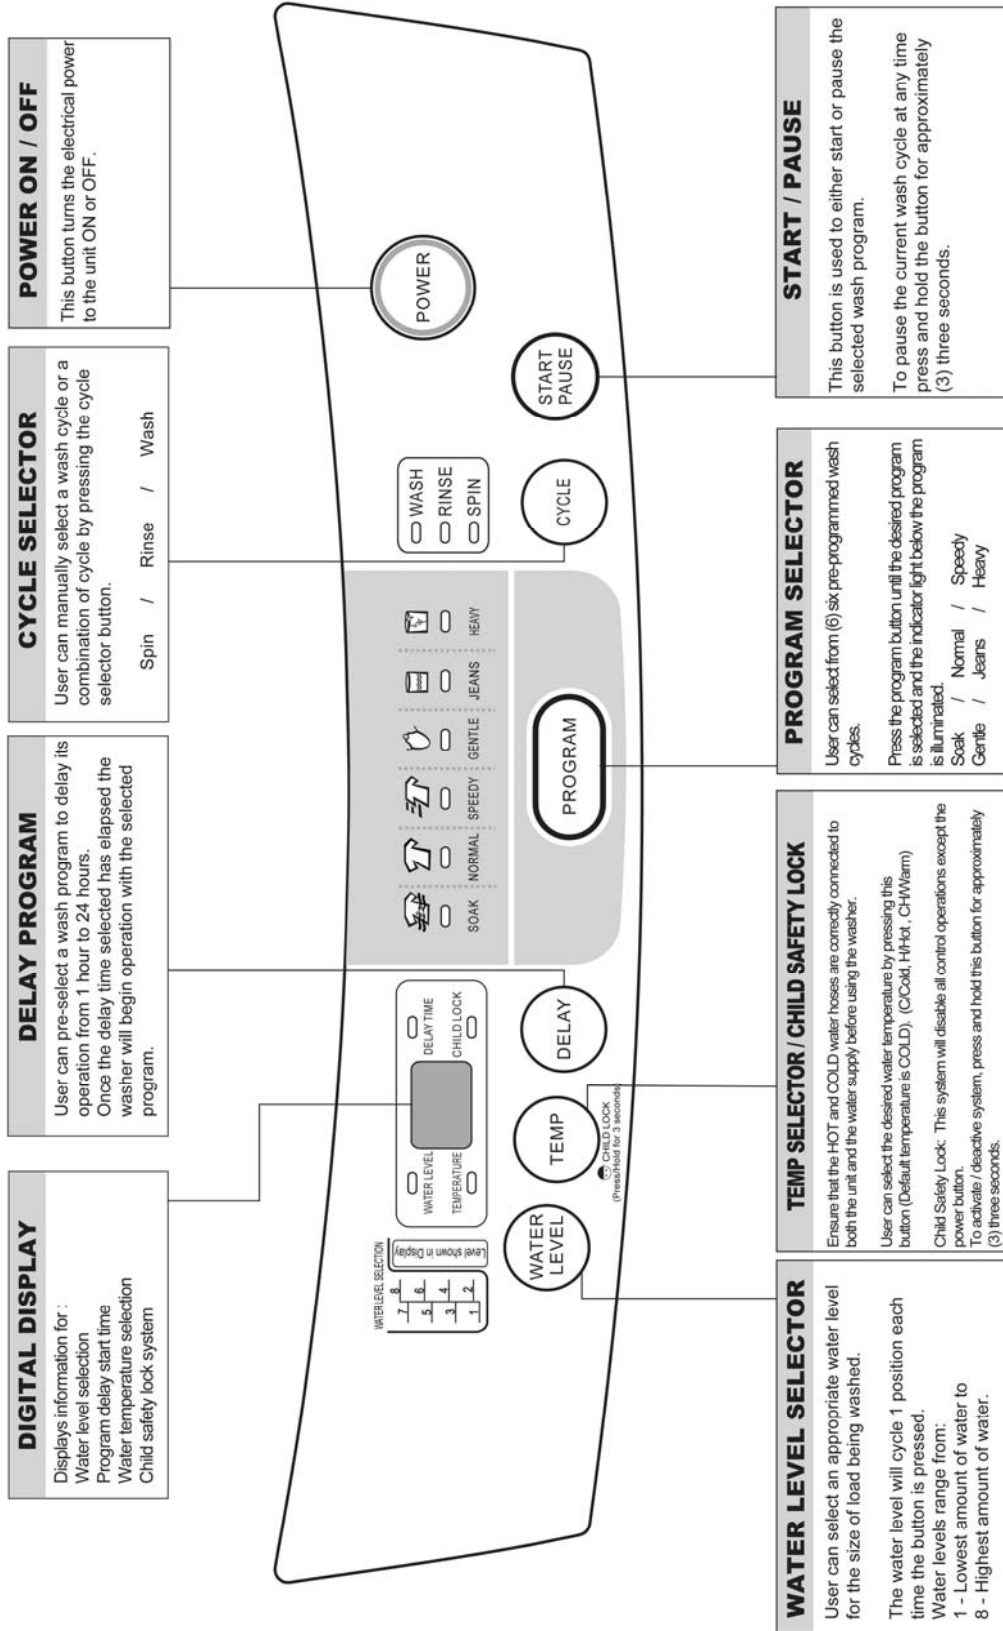 DIGITAL DISPLAY
Displays information for :
Water level selection
Program delay start time
Water temperature selection
Child safety lock system
DELAY PROGRAM
User can pre-select a wash program to delay its
operation from 1 hour to 24 hours.
Once the delay time selected has elapsed the
washer will begin operation with the selected
program.
CYCLE SELECTOR
User can manually select a wash cycle or a
combination of cycle by pressing the cycle
selector button.
Spin / Rinse / Wash
POWER ON / OFF
This button turns the electrical power
to the unit ON or OFF.
WATER LEVEL SELECTION
7 8
5 6
3 4
1 2
Level shown in Display
WATER LEVEL
TEMPERATURE
DELAY TIME
CHILD LOCK
SOAK
NORMAL
SPEEDY
GENTLE
JEANS
HEAVY
WASH
RINSE
SPIN
POWER
WATER
LEVEL
TEMP
CHILD LOCK
(Press/Hold for 3 seconds)
DELAY
PROGRAM
CYCLE
START
PAUSE
WATER LEVEL SELECTOR
User can select an appropriate water level
for the size of load being washed.
The water level will cycle 1 position each
time the button is pressed.
Water levels range from:
1 - Lowest amount of water to
8 - Highest amount of water.
TEMP SELECTOR / CHILD SAFETY LOCK
Ensure that the HOT and COLD water hoses are correctly connected to
both the unit and the water supply before using the washer.
User can select the desired water temperature by pressing this
button (Default temperature is COLD). (C/Cold, H/Hot , CH/Warm)
Child Safety Lock: This system will disable all control operations except the
power button.
To activate / deactive system, press and hold this button for approximately
(3) three seconds.
PROGRAM SELECTOR
User can select from (6) six pre-programmed wash
cycles.
Press the program button until the desired program
is selected and the indicator light below the program
is illuminated.
Soak / Normal / Speedy
Gentle / Jeans / Heavy
START / PAUSE
This button is used to either start or pause the
selected wash program.
To pause the current wash cycle at any time
press and hold the button for approximately
(3) three seconds.